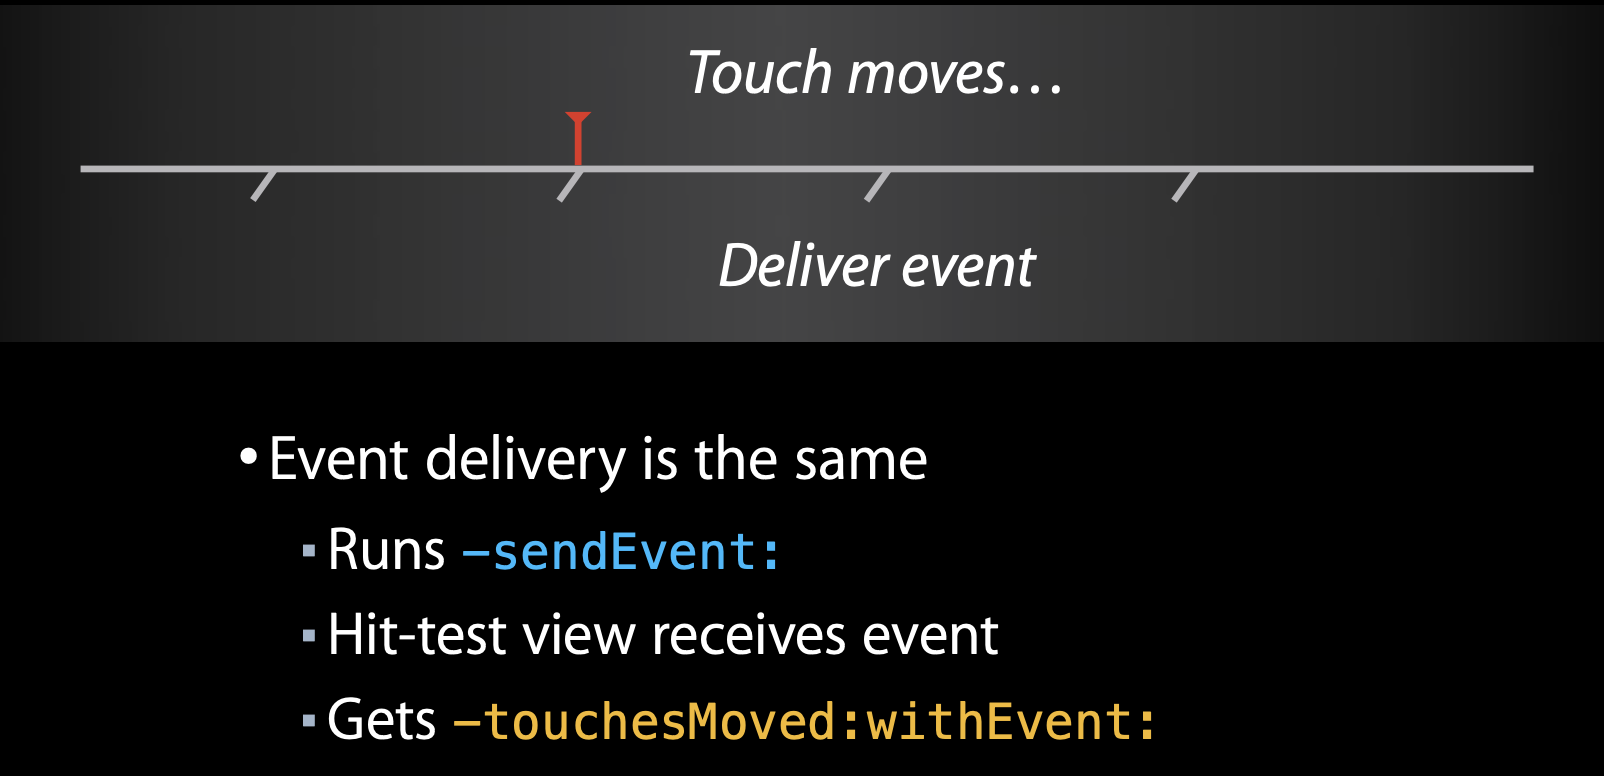 Touch moves…
Deliver event
• Event delivery is the same
▪ Runs –sendEvent:
▪ Hit-test view receives event
▪ Gets –touchesMoved:withEvent: